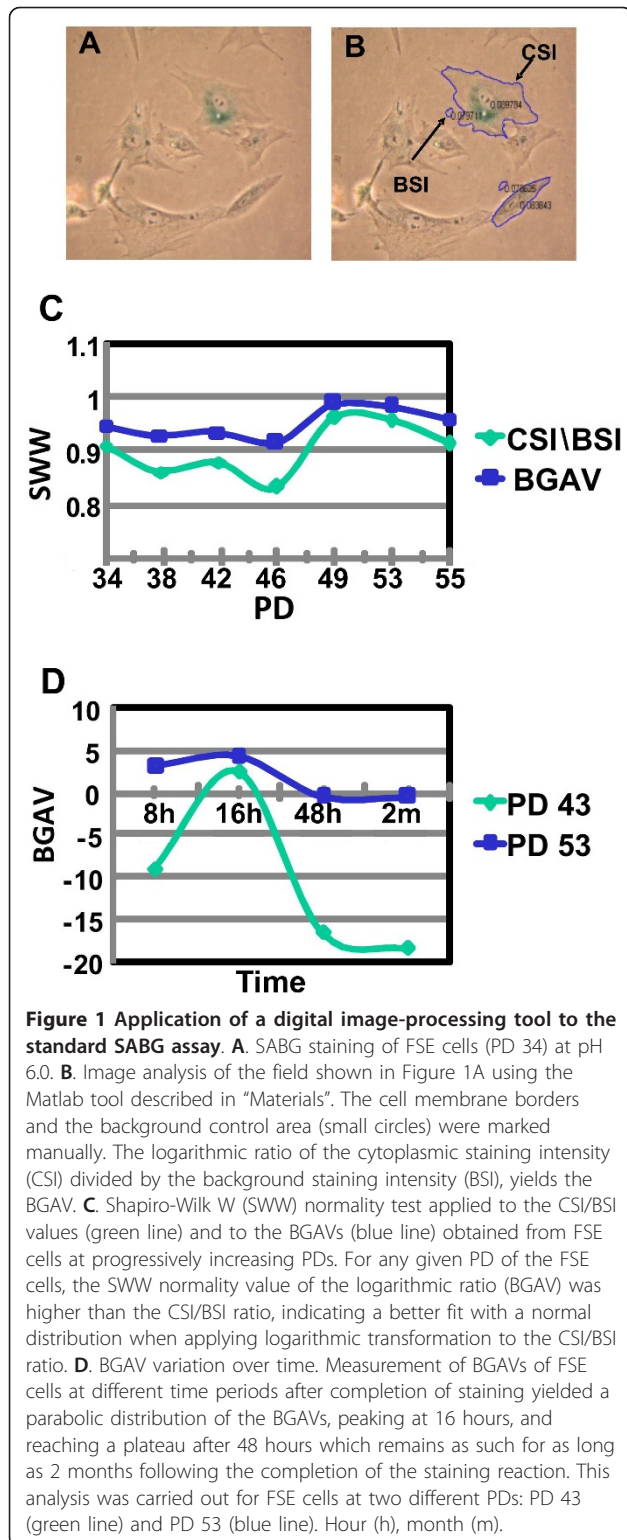 A
B
CSI
0.079711
BSI
C
1.1
1
0.9
0.8
SWW
34 38 42 46 49 53 55
PD
CSI\BSI
BGAV
D
10
5
0
-5
-10
-15
-20
BGAV
8h 16h 48h 2m
Time
PD 43
PD 53
Figure 1 Application of a digital image-processing tool to the
standard SABG assay. A. SABG staining of FSE cells (PD 34) at pH
6.0. B. Image analysis of the field shown in Figure 1A using the
Matlab tool described in "Materials". The cell membrane borders
and the background control area (small circles) were marked
manually. The logarithmic ratio of the cytoplasmic staining intensity
(CSI) divided by the background staining intensity (BSI), yields the
BGAV. C. Shapiro-Wilk W (SWW) normality test applied to the CSI/BSI
values (green line) and to the BGAVs (blue line) obtained from FSE
cells at progressively increasing PDs. For any given PD of the FSE
cells, the SWW normality value of the logarithmic ratio (BGAV) was
higher than the CSI/BSI ratio, indicating a better fit with a normal
distribution when applying logarithmic transformation to the CSI/BSI
ratio. D. BGAV variation over time. Measurement of BGAVs of FSE
cells at different time periods after completion of staining yielded a
parabolic distribution of the BGAVs, peaking at 16 hours, and
reaching a plateau after 48 hours which remains as such for as long
as 2 months following the completion of the staining reaction. This
analysis was carried out for FSE cells at two different PDs: PD 43
(green line) and PD 53 (blue line). Hour (h), month (m).